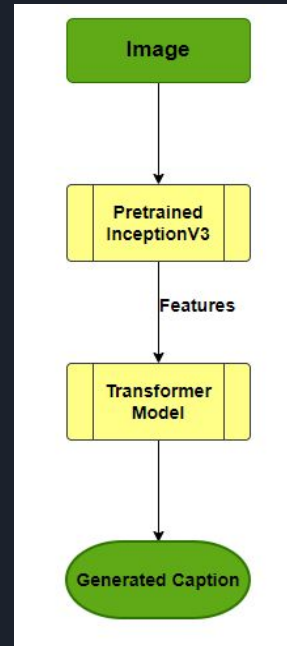 Image
Pretrained
InceptionV3
Features
Transformer
Model
Generated Caption